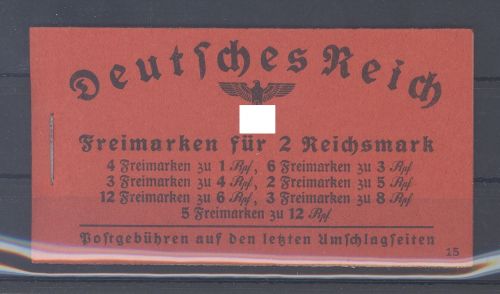 Deutsches Reich
Freimarken für 2 Reichsmark
4 Freimarken zu 1 Rpf, 6 Freimarken zu 3 Rpf
3 Freimarken zu 4 Rpf, 2 Freimarken zu 5 Rpf
12 Freimarken zu 6 Rpf, 3 Freimarken zu 8 Rpf
5 Freimarken zu 12 Rpf
Postgebühren auf den letzten Umschlagseiten
15